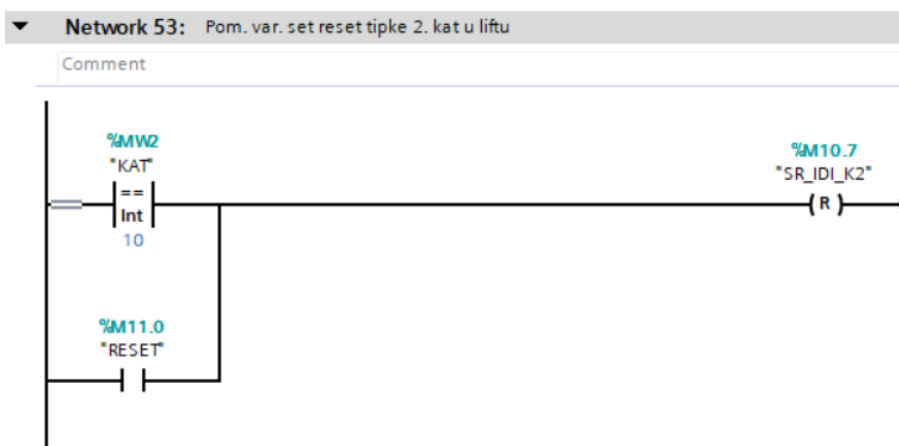 Network 53: Pom. var. set reset tipke 2. kat u liftu
Comment
%MW2
"KAT"
==
Int
10
%M10.7
"SR_IDI_K2"
R
%M11.0
"RESET"